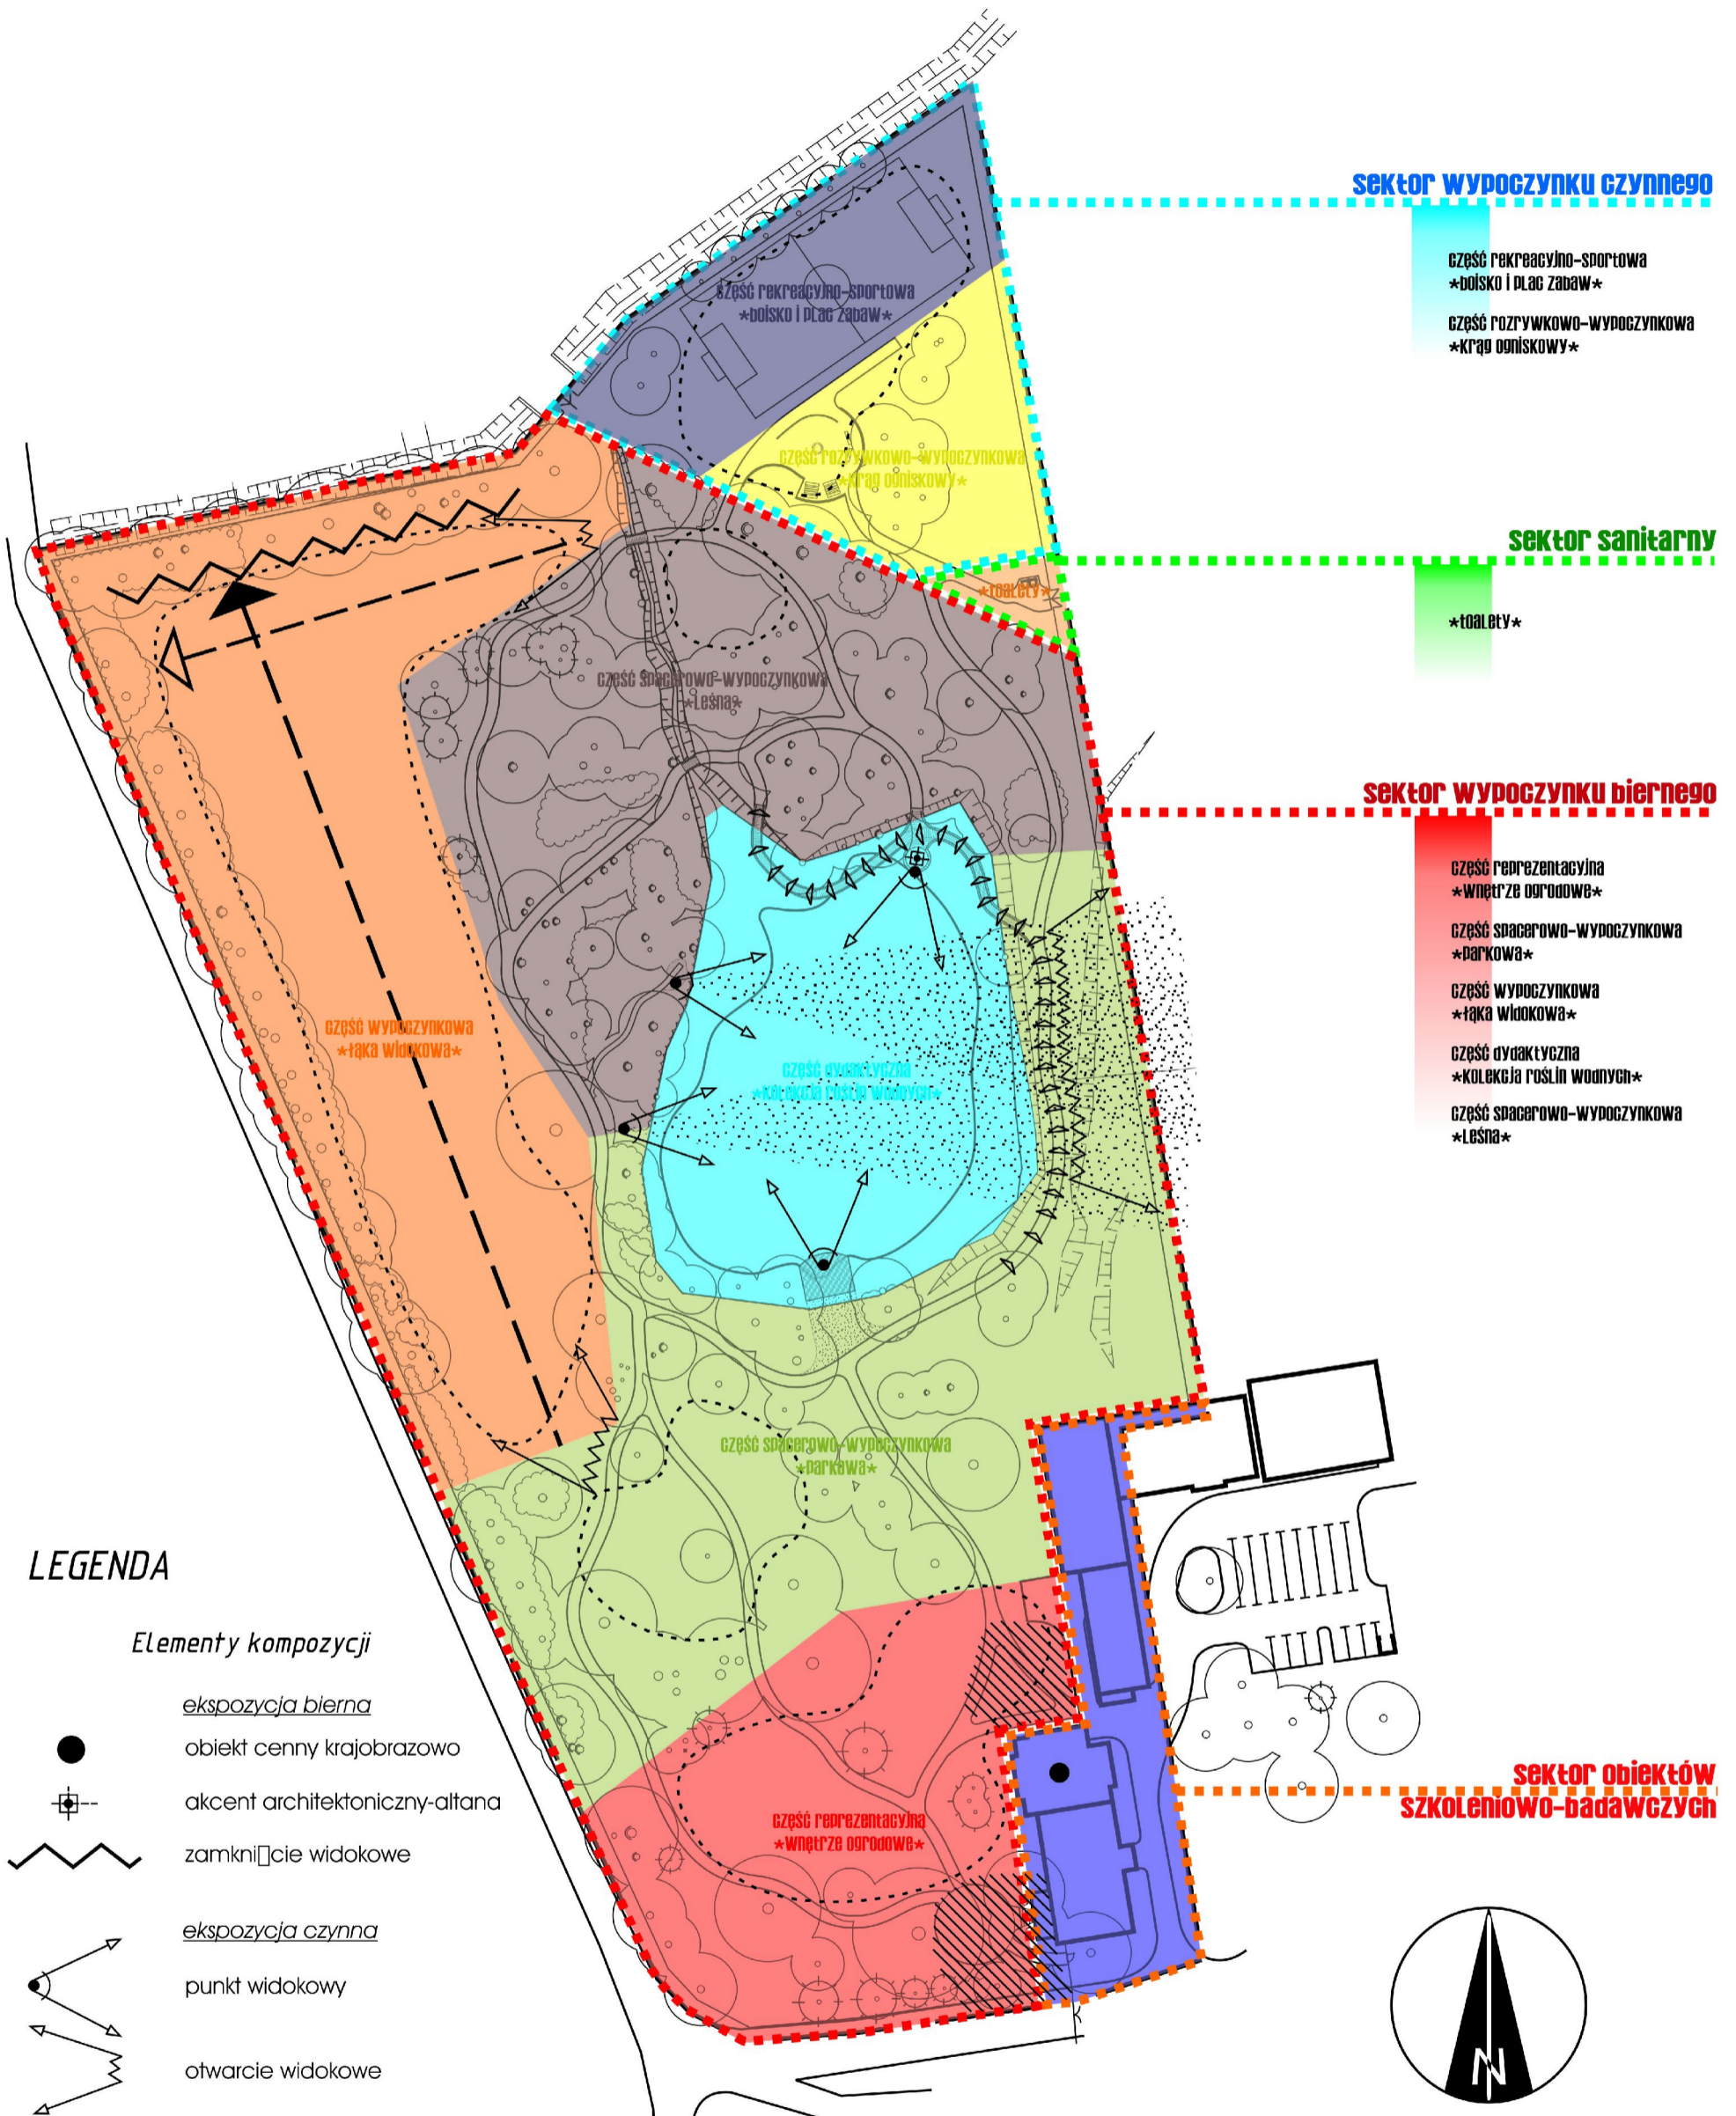 sektor wypoczynku czynnego
część rekreacyjno-sportowa
*boisko i plac zabaw*
część rozrywkowo-wypoczynkowa
*krąg ogniskowy*
część rekreacyjno-sportowa
*boisko i plac zabaw*
część rozrywkowo-wypoczynkowa
*krąg ogniskowy*
sektor sanitarny
*toalety*
*toalety*
część spacerowo-wypoczynkowa
*leśna*
sektor wypoczynku biernego
część reprezentacyjna
*wnętrze ogrodowe*
część spacerowo-wypoczynkowa
*parkowa*
część wypoczynkowa
*łąka widokowa*
część dydaktyczna
*kolekcja roślin wodnych*
część spacerowo-wypoczynkowa
*leśna*
część wypoczynkowa
*łąka widokowa*
część dydaktyczna
*kolekcja roślin wodnych*
część spacerowo-wypoczynkowa
*parkowa*
część reprezentacyjna
*wnętrze ogrodowe*
sektor obiektów
szkoleniowo-badawczych
LEGENDA
Elementy kompozycji
ekspozycja bierna
obiekt cenny krajobrazowo
akcent architektoniczny-altana
zamkni▯cie widokowe
ekspozycja czynna
punkt widokowy
otwarcie widokowe
N